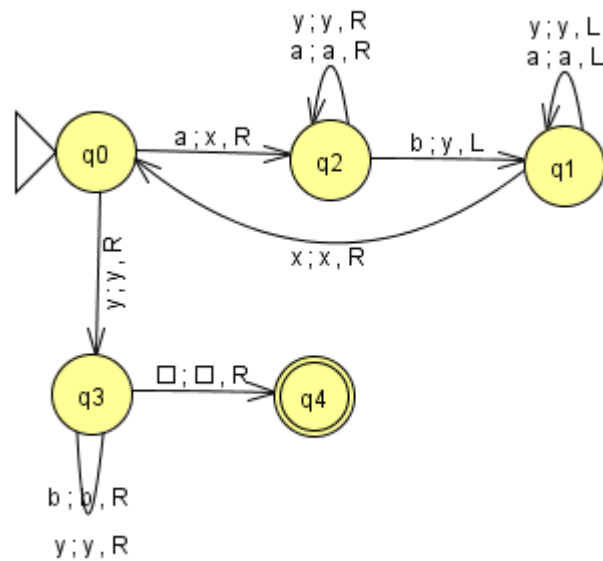 y ; y , R
a ; a , R
y ; y , L
a ; a , L
q0
a ; x , R
q2
b ; y , L
q1
x ; x , R
y ; y , R
q3
□ ; □ , R
q4
b ; b , R
y ; y , R